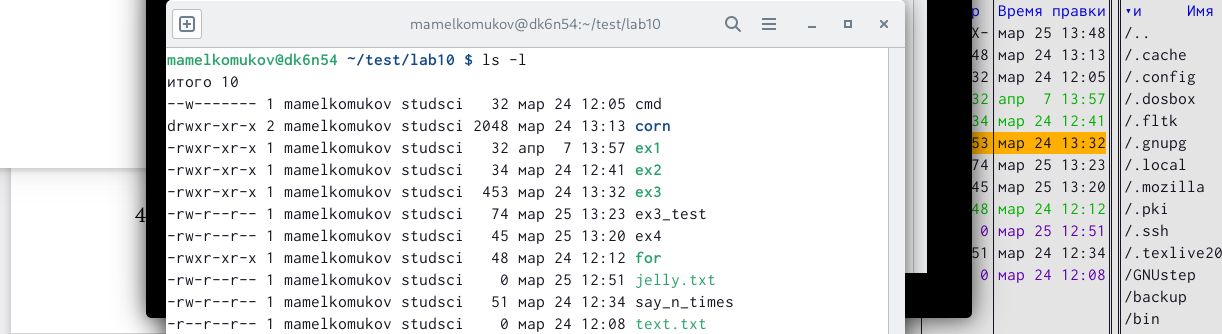 mamelkomukov@dk6n54:~/test/lab10
mamelkomukov@dk6n54 ~/test/lab10 $ ls -l
итого 10
--w------- 1 mamelkomukov studsci 32 мар 24 12:05 cmd
drwxr-xr-x 2 mamelkomukov studsci 2048 мар 24 13:13 corn
-rwxr-xr-x 1 mamelkomukov studsci 32 апр 7 13:57 ex1
-rwxr-xr-x 1 mamelkomukov studsci 34 мар 24 12:41 ex2
-rwxr-xr-x 1 mamelkomukov studsci 453 мар 24 13:32 ex3
-rw-r--r-- 1 mamelkomukov studsci 74 мар 25 13:23 ex3_test
-rw-r--r-- 1 mamelkomukov studsci 45 мар 25 13:20 ex4
-rwxr-xr-x 1 mamelkomukov studsci 48 мар 24 12:12 for
-rw-r--r-- 1 mamelkomukov studsci 0 мар 25 12:51 jelly.txt
-rw-r--r-- 1 mamelkomukov studsci 51 мар 24 12:34 say_n_times
-r--r--r-- 1 mamelkomukov studsci 0 мар 24 12:08 text.txt
4
р Время правки
Х- мар 25 13:48
48 мар 24 13:13
32 мар 24 12:05
32 апр 7 13:57
34 мар 24 12:41
53 мар 24 13:32
74 мар 25 13:23
45 мар 25 13:20
48 мар 24 12:12
0 мар 25 12:51
51 мар 24 12:34
0 мар 24 12:08
▾и Имя
/..
/.cache
/.config
/.dosbox
/.fltk
/.gnupg
/.local
/.mozilla
/.pki
/.ssh
/.texlive20
/GNUstep
/backup
/bin